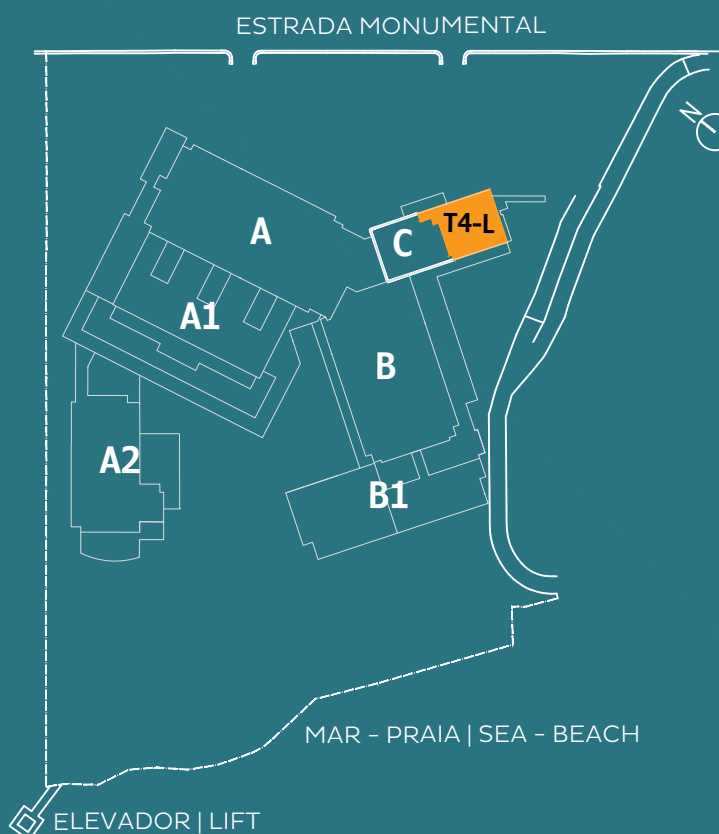 ESTRADA MONUMENTAL
N
A
T4-L
C
A1
B
A2
B1
MAR - PRAIA | SEA - BEACH
ELEVADOR | LIFT